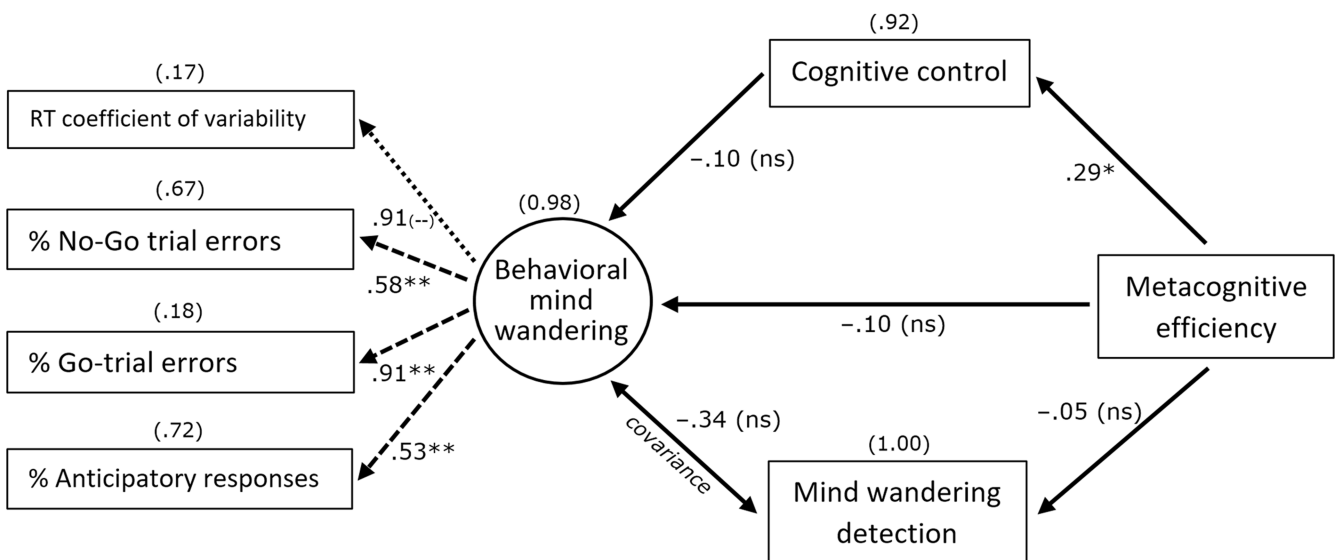 (.17)
RT coefficient of variability
(.67)
% No-Go trial errors
(.18)
% Go-trial errors
(.72)
% Anticipatory responses
.91(--)
.58**
.91**
.53**
(0.98)
Behavioral
mind
wandering
–.10 (ns)
–.10 (ns)
–.34 (ns)
covariance
(.92)
Cognitive control
.29*
Metacognitive
efficiency
–.05 (ns)
(1.00)
Mind wandering
detection